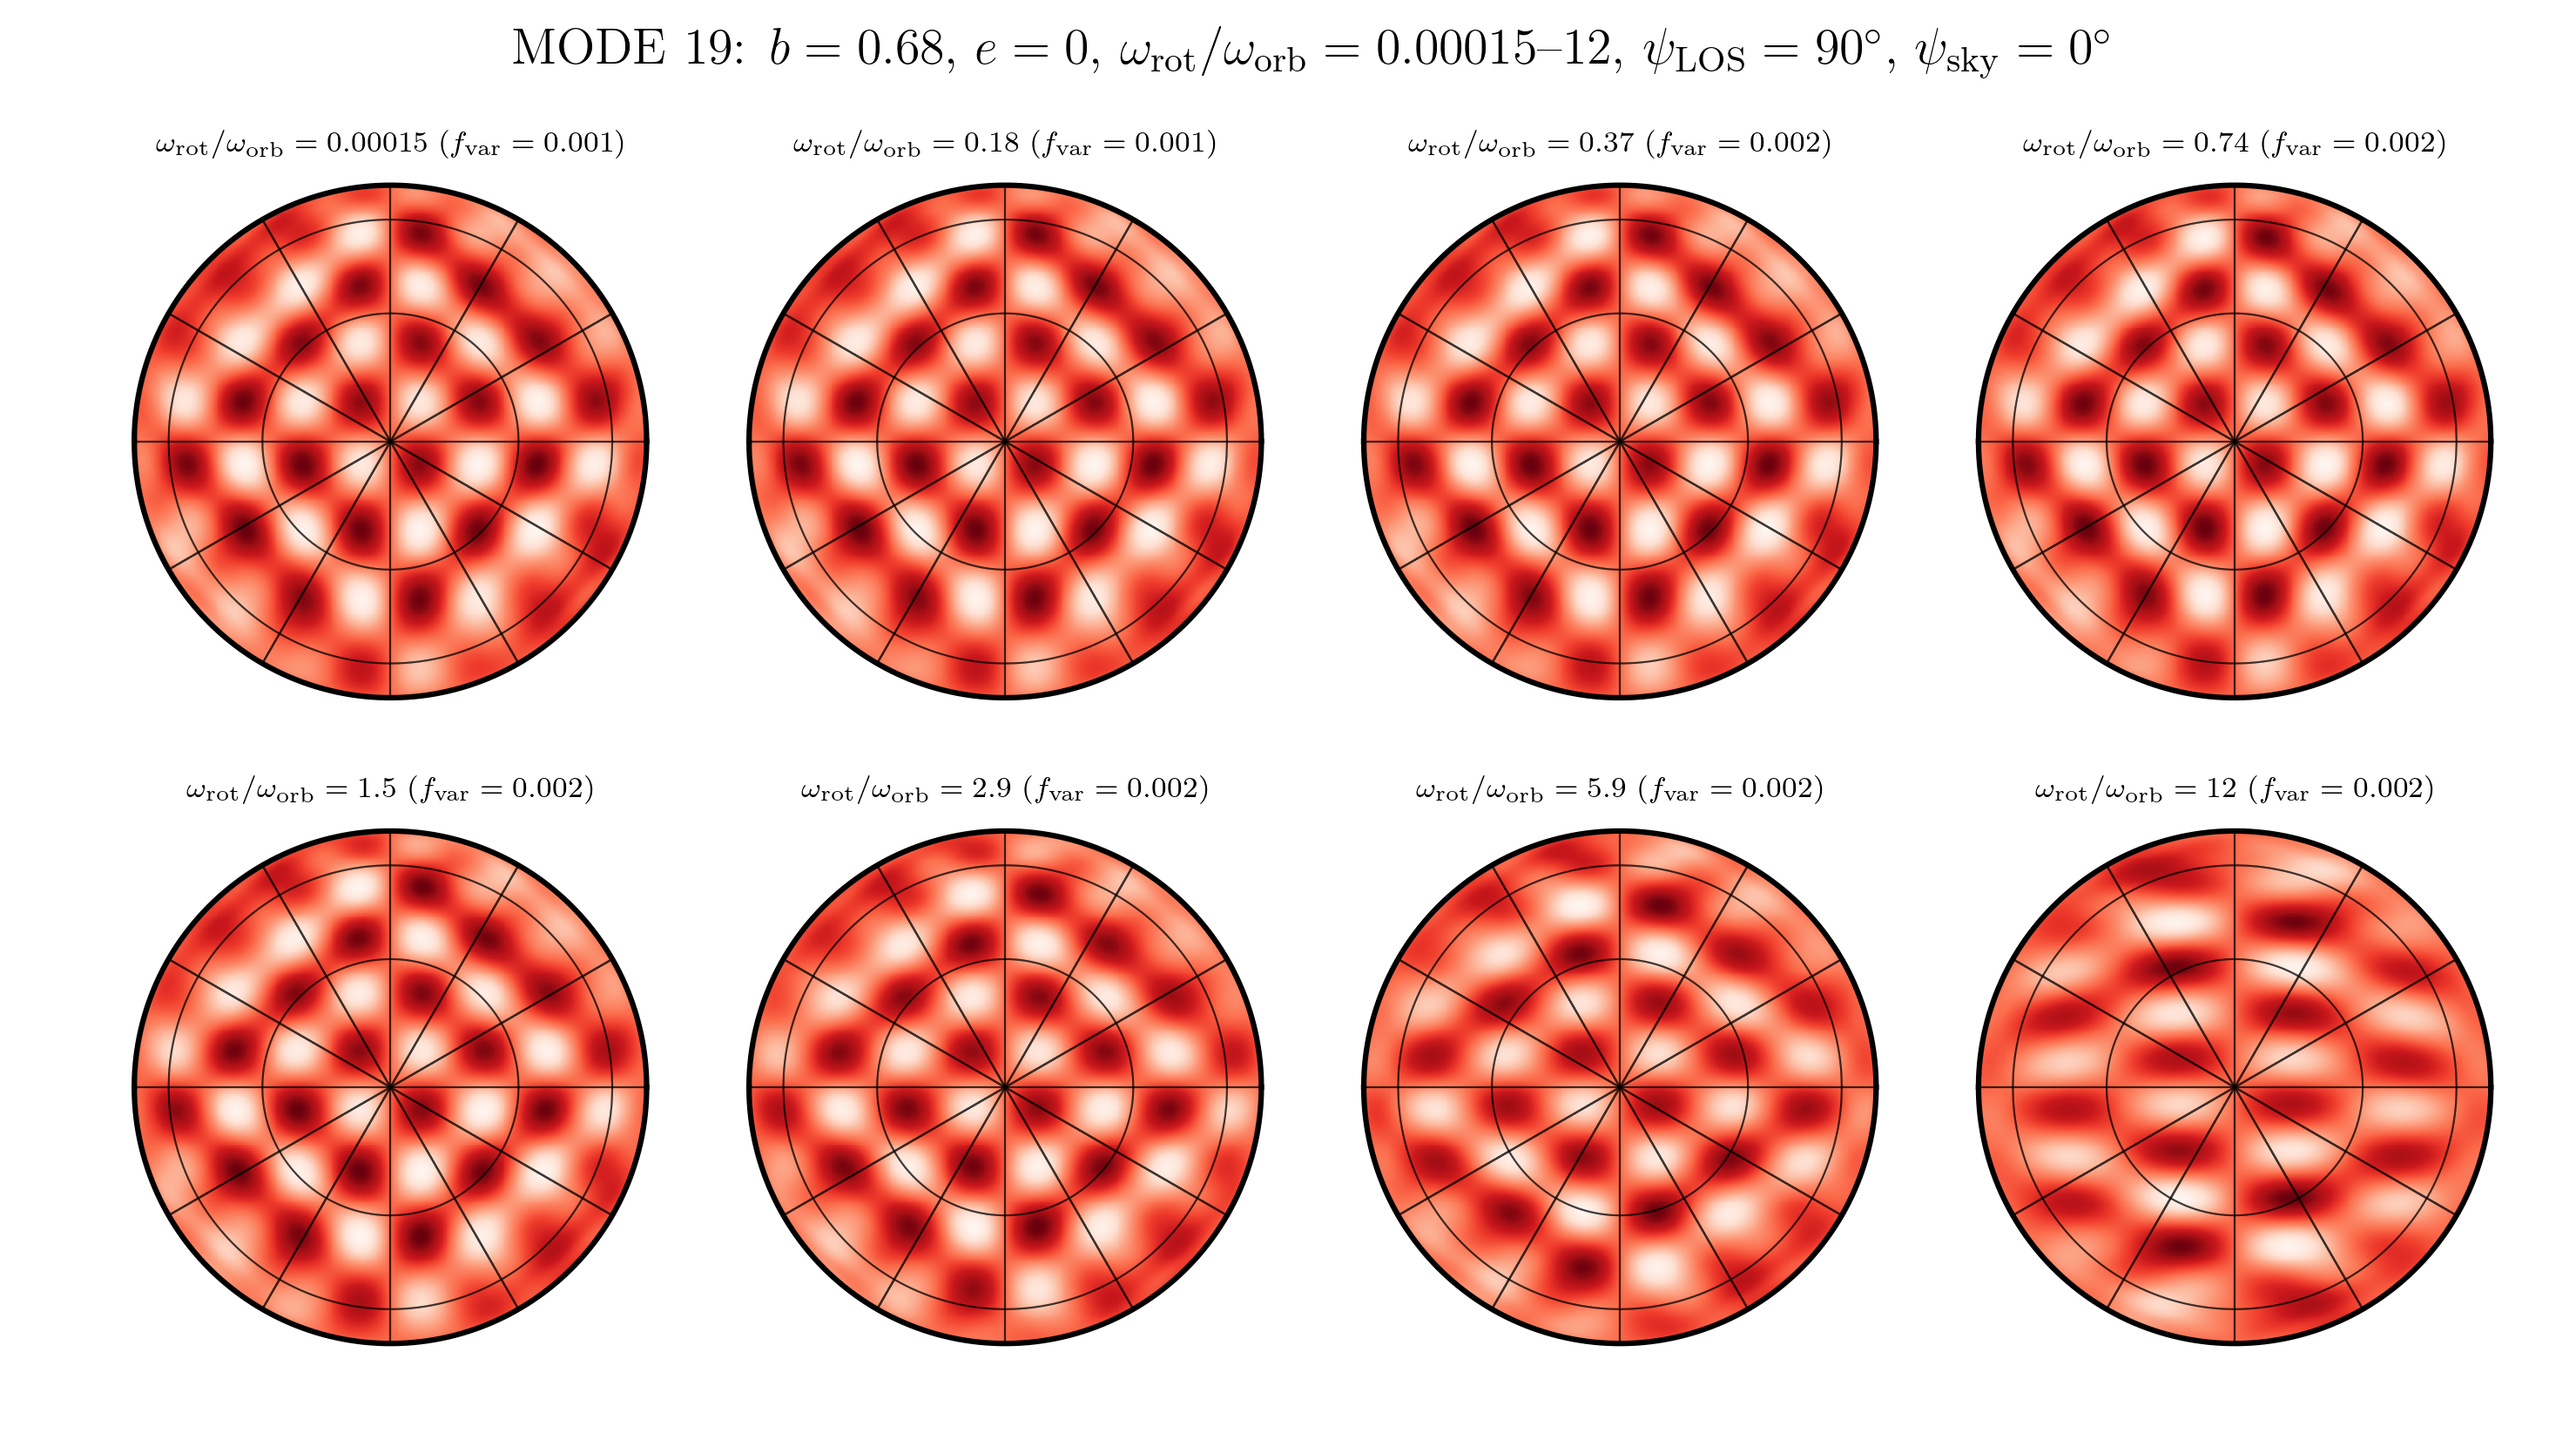 MODE 19: b = 0.68, e = 0, ω_rot/ω_orb = 0.00015–12, ψ_LOS = 90°, ψ_sky = 0°
ω_rot/ω_orb = 0.00015 (f_var = 0.001)
ω_rot/ω_orb = 0.18 (f_var = 0.001)
ω_rot/ω_orb = 0.37 (f_var = 0.002)
ω_rot/ω_orb = 0.74 (f_var = 0.002)
ω_rot/ω_orb = 1.5 (f_var = 0.002)
ω_rot/ω_orb = 2.9 (f_var = 0.002)
ω_rot/ω_orb = 5.9 (f_var = 0.002)
ω_rot/ω_orb = 12 (f_var = 0.002)